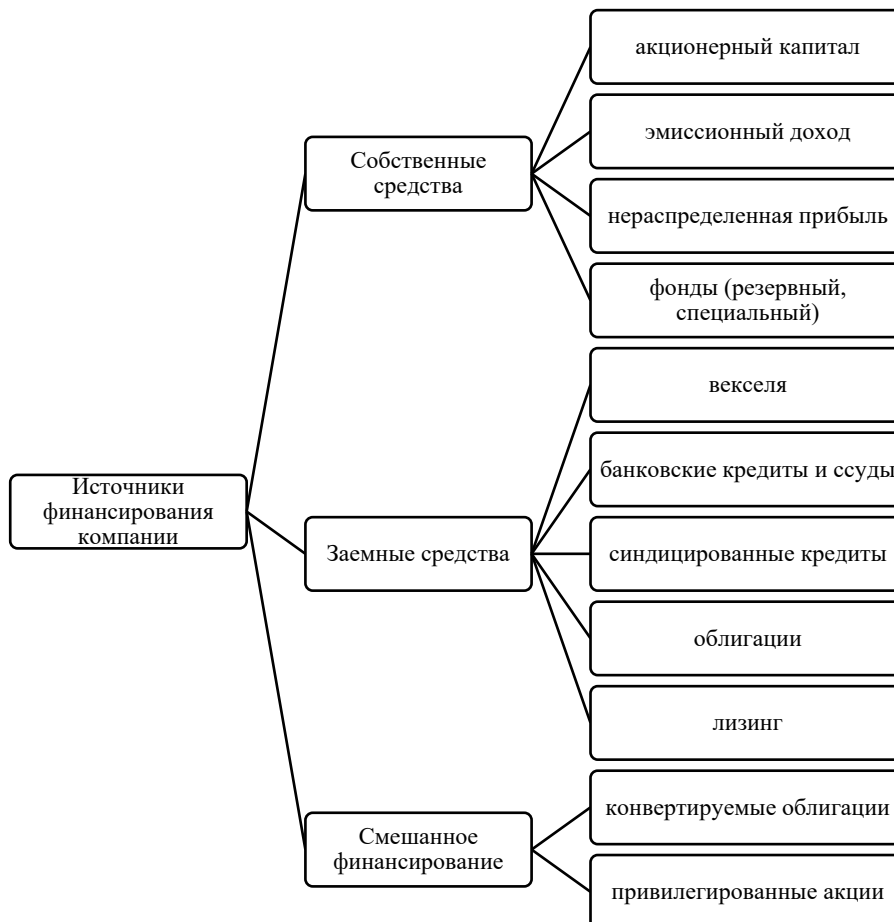 Источники
финансирования
компании
Собственные
средства
акционерный капитал
эмиссионный доход
нераспределенная прибыль
фонды (резервный,
специальный)
Заемные средства
векселя
банковские кредиты и ссуды
синдицированные кредиты
облигации
лизинг
Смешанное
финансирование
конвертируемые облигации
привилегированные акции